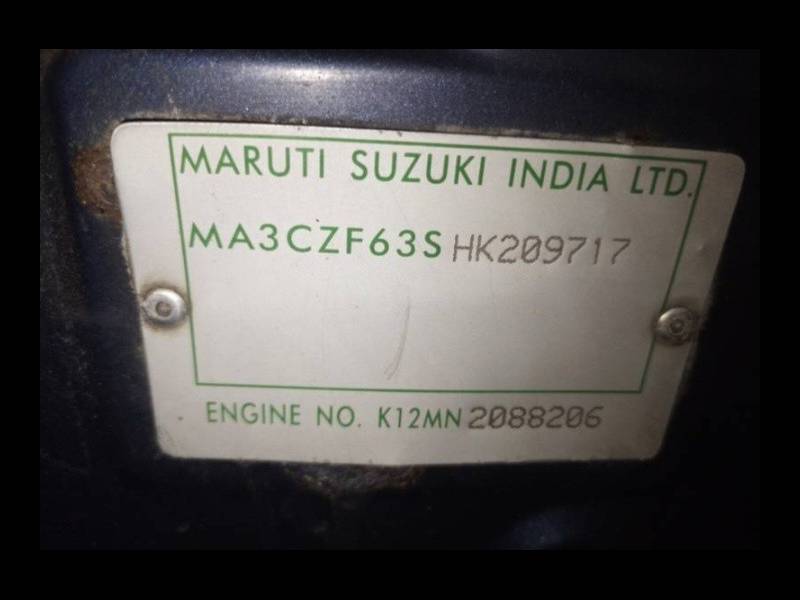 MARUTI SUZUKI INDIA LTD.
MA3CZF63SHK209717
ENGINE NO. K12MN2088206